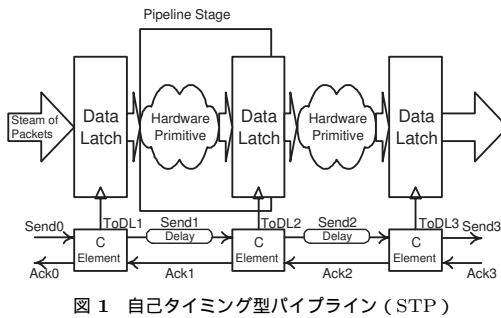 Pipeline Stage
Steam of
Packets
Data
Latch
Hardware
Primitive
Data
Latch
Hardware
Primitive
Data
Latch
Send0
ToDL1
Send1
ToDL2
Send2
ToDL3
Send3
C
Element
Delay
C
Element
Delay
C
Element
Ack0
Ack1
Ack2
Ack3
図 1 自己タイミング型パイプライン ( STP )